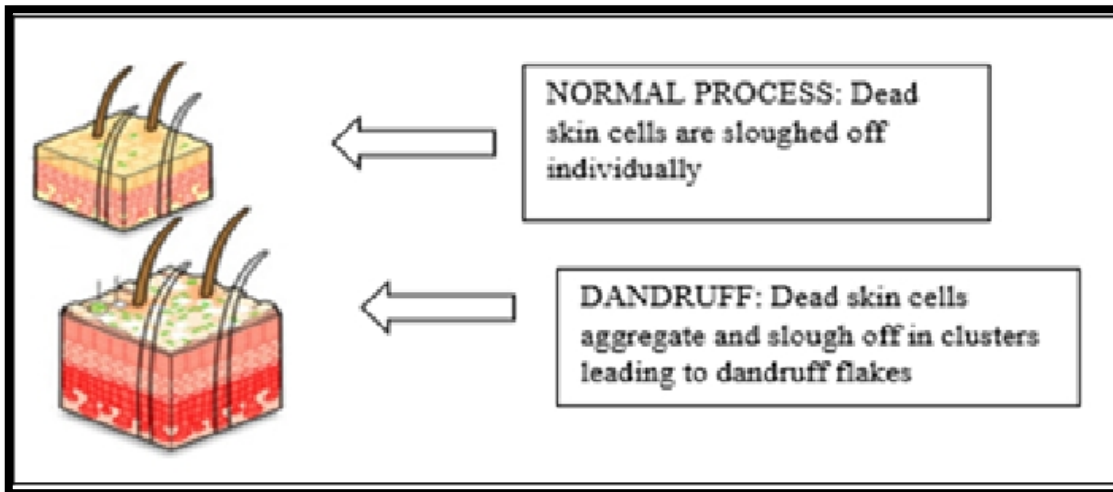 NORMAL PROCESS: Dead
skin cells are sloughed off
individually
DANDRUFF: Dead skin cells
aggregate and slough off in clusters
leading to dandruff flakes